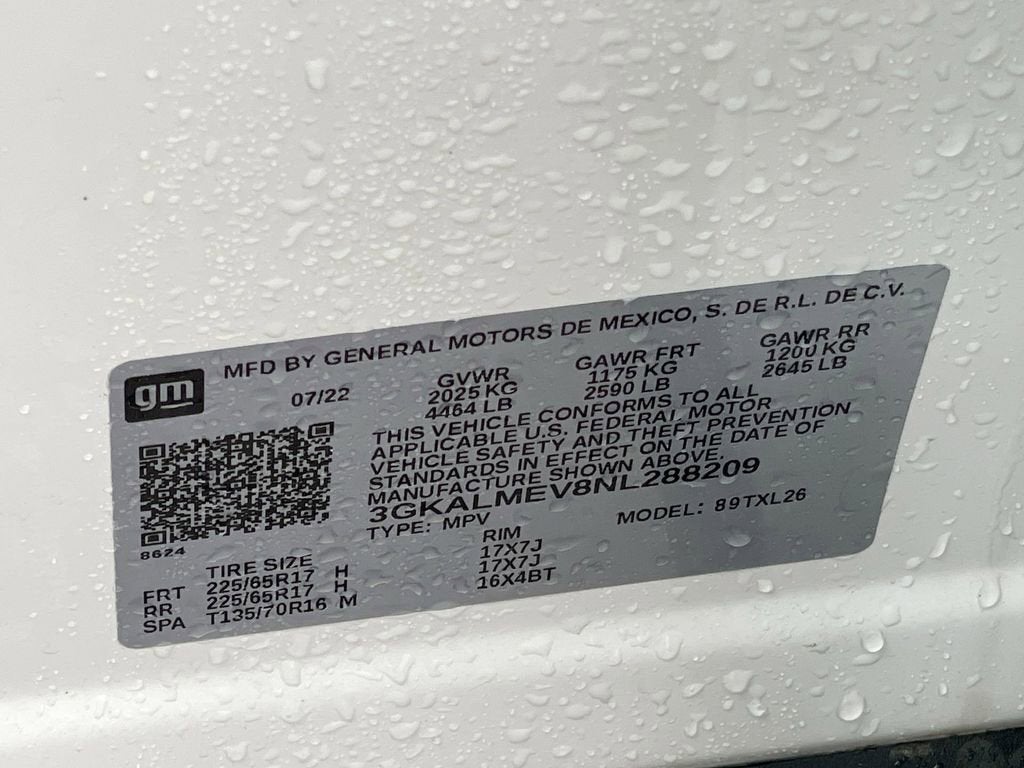 gm
MFD BY GENERAL MOTORS DE MEXICO, S. DE R.L. DE C.V.
07/22
GVWR GAWR FRT GAWR RR
2025 KG 1175 KG 1200 KG
4464 LB 2590 LB 2645 LB
THIS VEHICLE CONFORMS TO ALL
APPLICABLE U.S. FEDERAL MOTOR
VEHICLE SAFETY AND THEFT PREVENTION
STANDARDS IN EFFECT ON THE DATE OF
MANUFACTURE SHOWN ABOVE.
3GKALMEV8NL288209
TYPE: MPV MODEL: 89TXL26
8624
TIRE SIZE RIM
FRT 225/65R17 H 17X7J
RR 225/65R17 H 17X7J
SPA T135/70R16 M 16X4BT